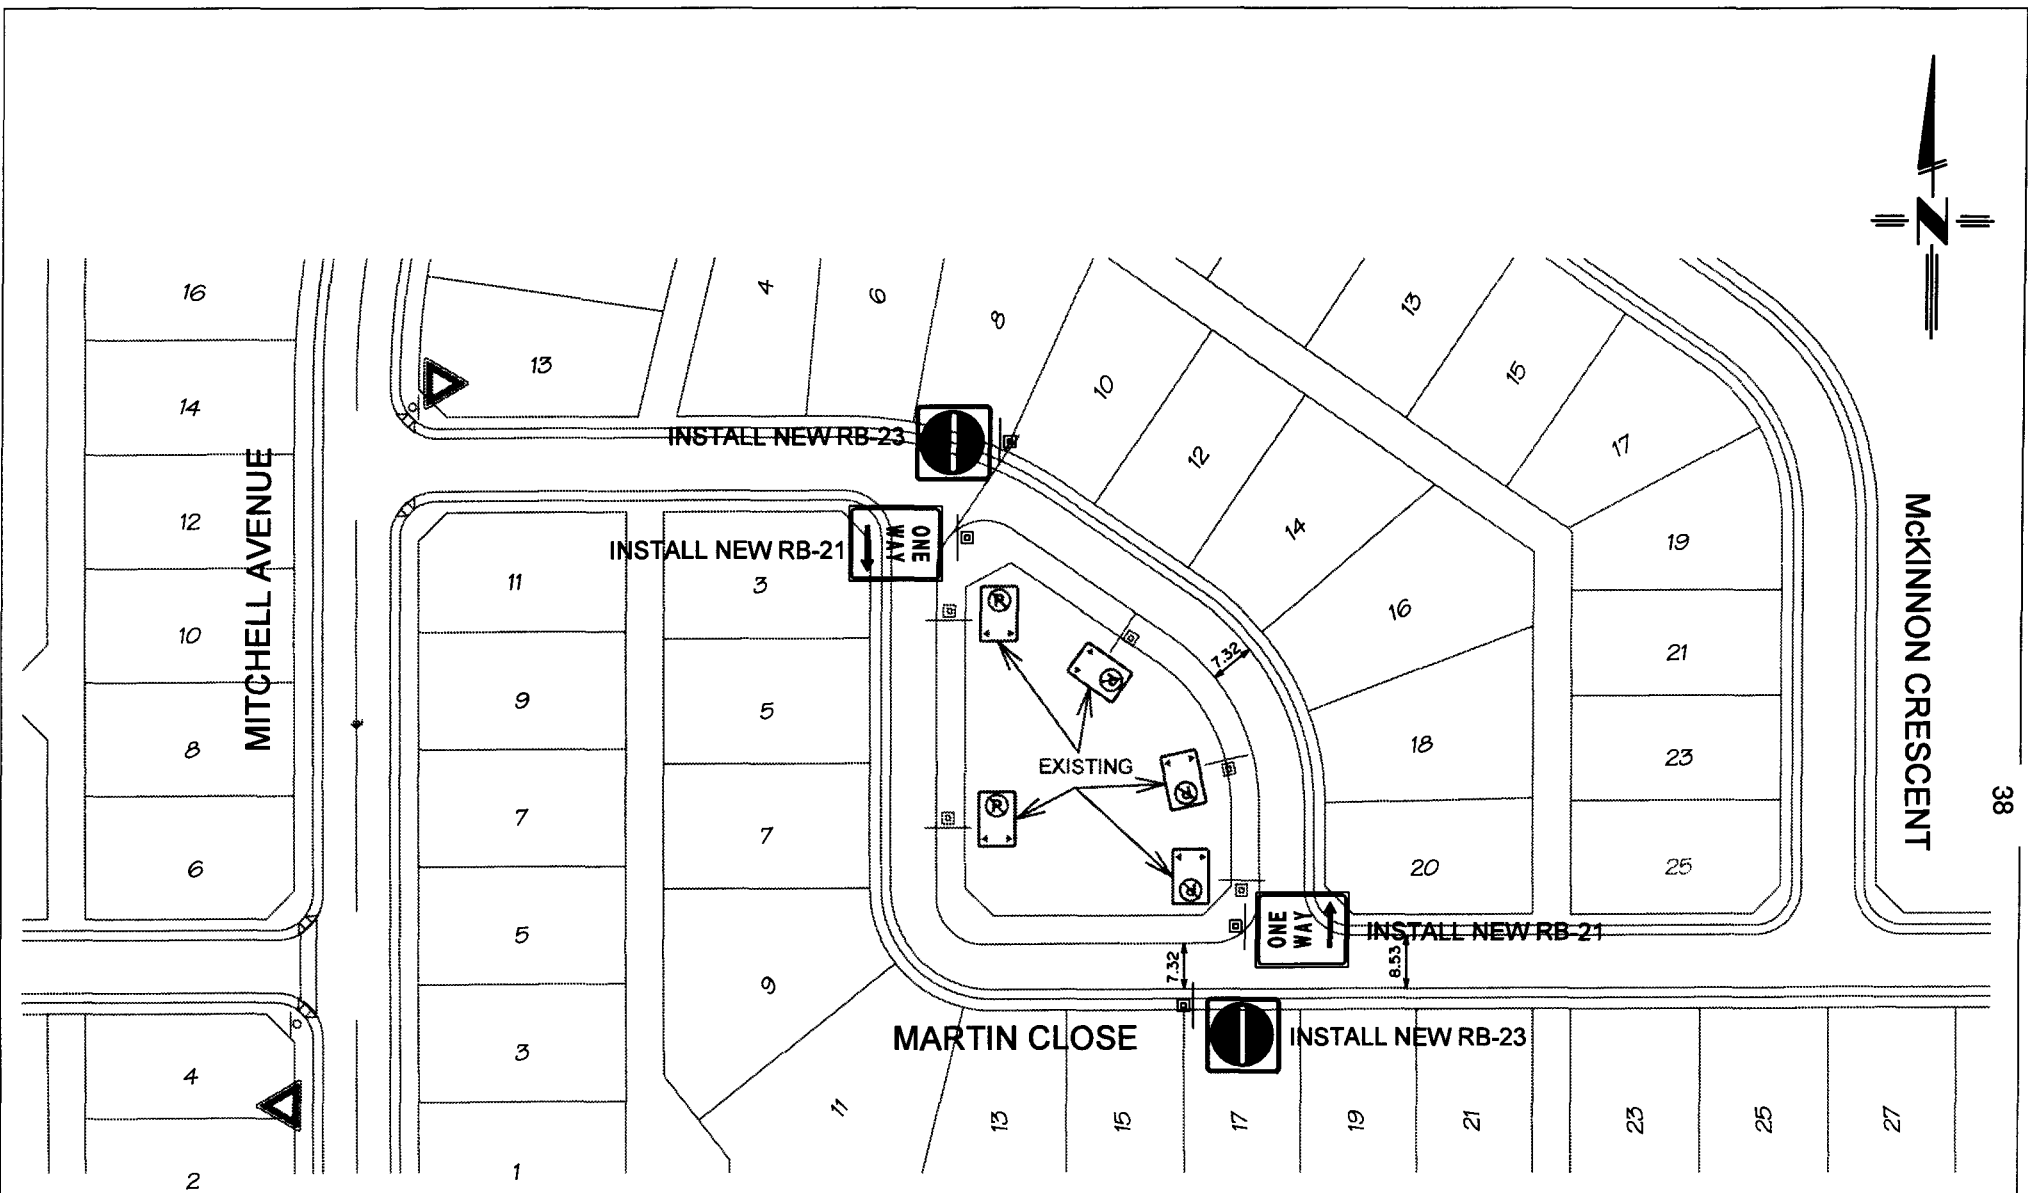 N
16
14
12
10
8
6
4
2
MITCHELL AVENUE
13
4
6
8
10
12
14
16
18
20
13
15
17
19
21
23
25
McKINNON CRESCENT
38
INSTALL NEW RB-23
INSTALL NEW RB-21
ONE
WAY
11
9
7
5
3
1
3
5
7
9
11
P
P
P
P
P
EXISTING
7.32
7.32
8.53
ONE
WAY
INSTALL NEW RB-21
MARTIN CLOSE
INSTALL NEW RB-23
13
15
17
19
21
23
25
27